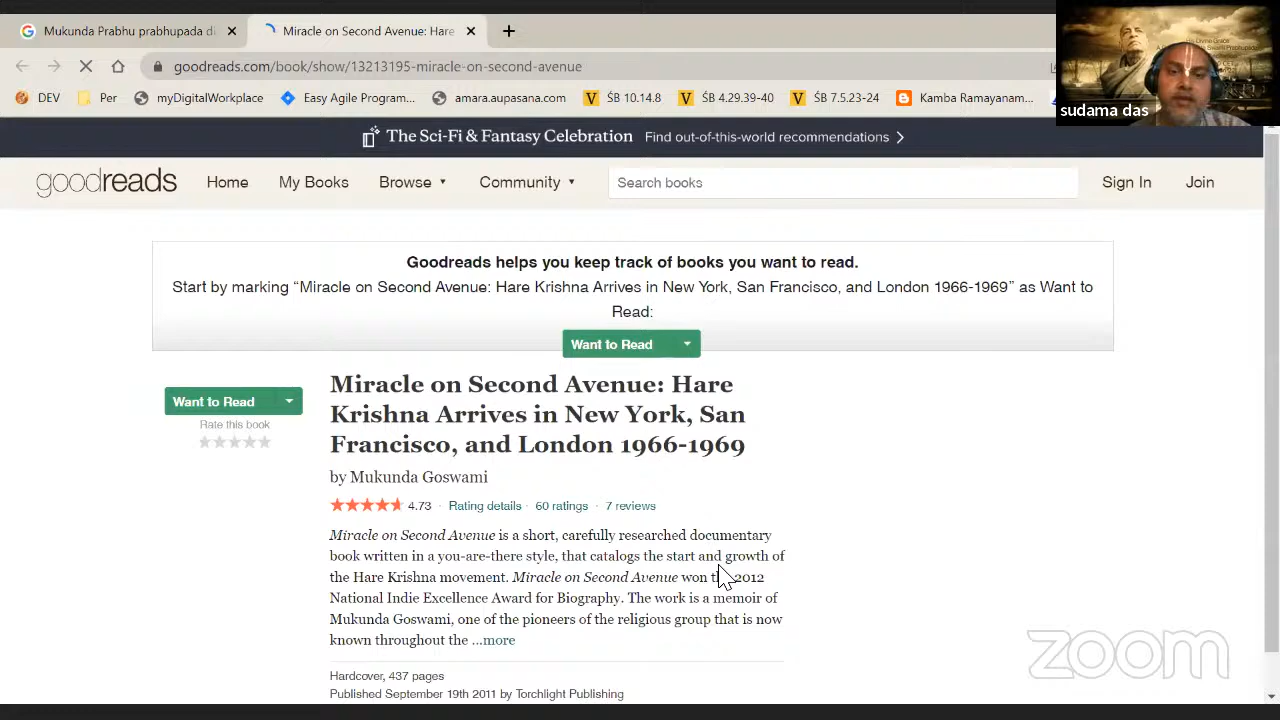 Mukunda Prabhu prabhupada di
Miracle on Second Avenue: Hare
goodreads.com/book/show/13213195-miracle-on-second-avenue
DEV
Per
myDigitalWorkplace
Easy Agile Program...
amara.aupasana.co...
ŚB 10.14.8
ŚB 4.29.39-40
ŚB 7.5.23-24
Kamba Ramayanam...
sudama das
The Sci-Fi & Fantasy Celebration Find out-of-this-world recommendations
goodreads Home My Books Browse Community Search books Sign In Join
Goodreads helps you keep track of books you want to read.
Start by marking “Miracle on Second Avenue: Hare Krishna Arrives in New York, San Francisco, and London 1966-1969” as Want to
Read:
Want to Read
Want to Read
Rate this book
Miracle on Second Avenue: Hare
Krishna Arrives in New York, San
Francisco, and London 1966-1969
by Mukunda Goswami
4.73 · Rating details · 60 ratings · 7 reviews
Miracle on Second Avenue is a short, carefully researched documentary
book written in a you-are-there style, that catalogs the start and growth of
the Hare Krishna movement. Miracle on Second Avenue won 2012
National Indie Excellence Award for Biography. The work is a memoir of
Mukunda Goswami, one of the pioneers of the religious group that is now
known throughout the ...more
Hardcover, 437 pages
Published September 19th 2011 by Torchlight Publishing
zoom